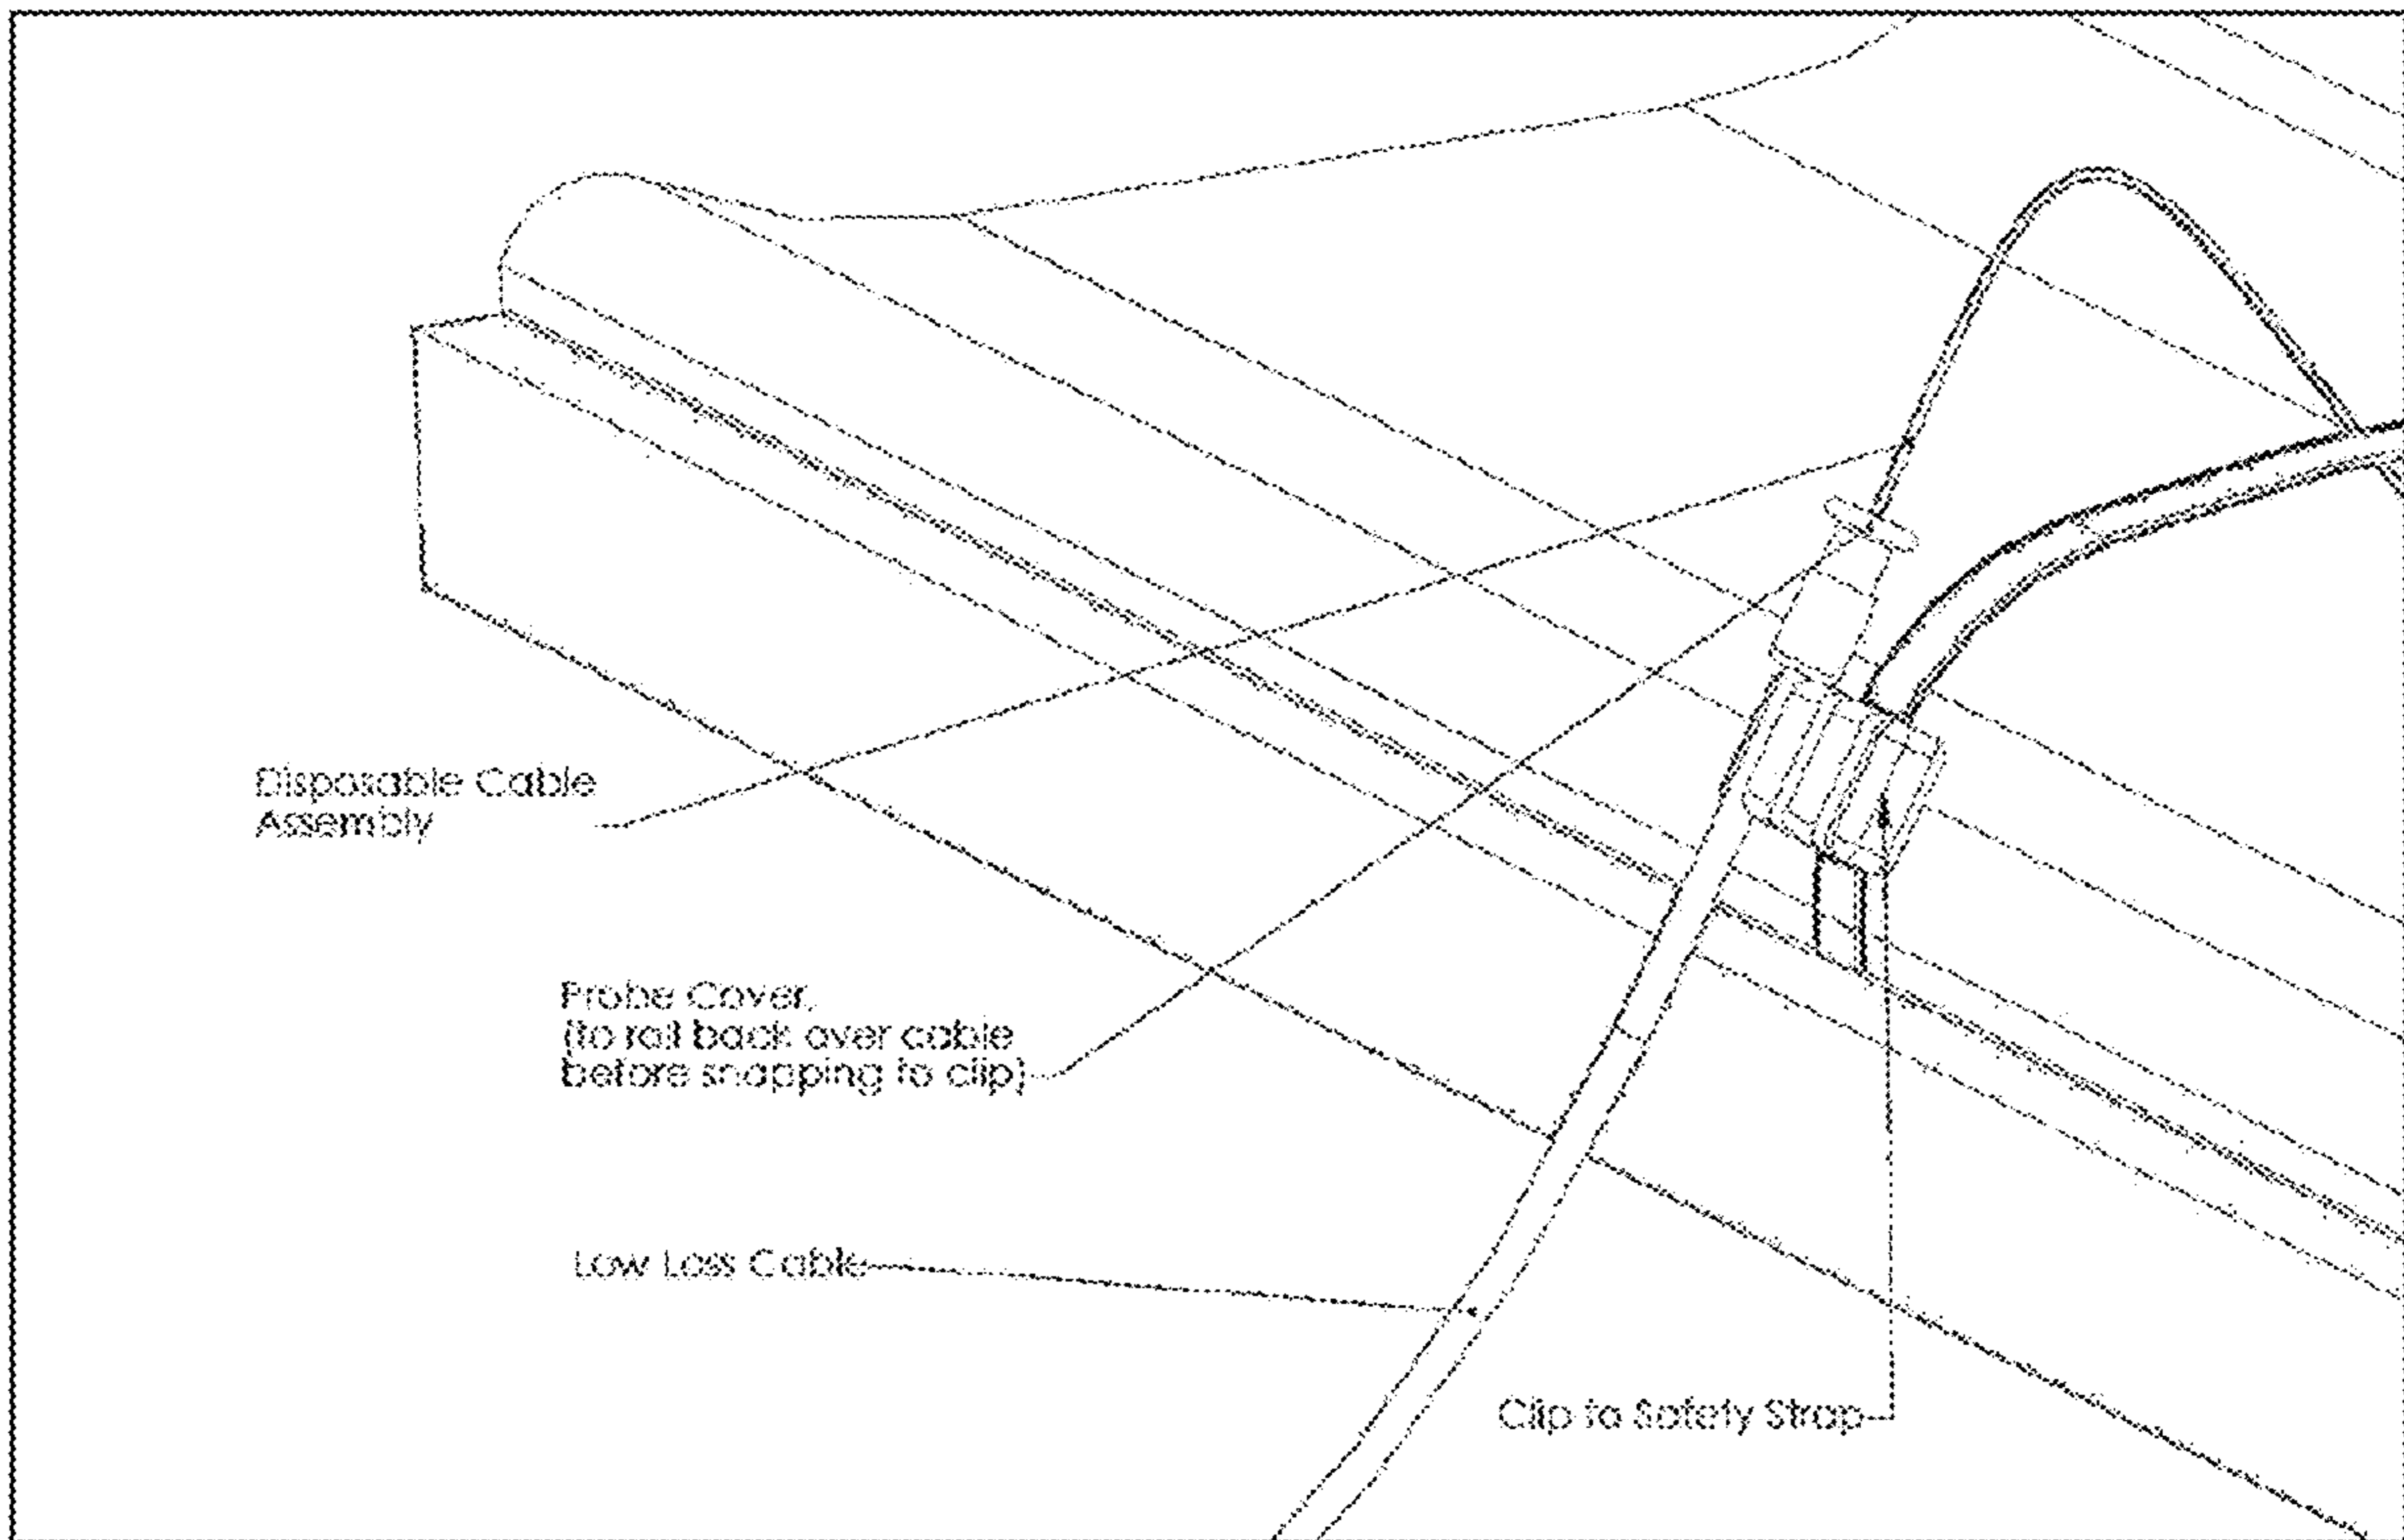 Disposable Cable
Assembly
Probe Cover,
(to roll back over cable
before snapping to clip)
Low Loss Cable
Clip to Safety Strap